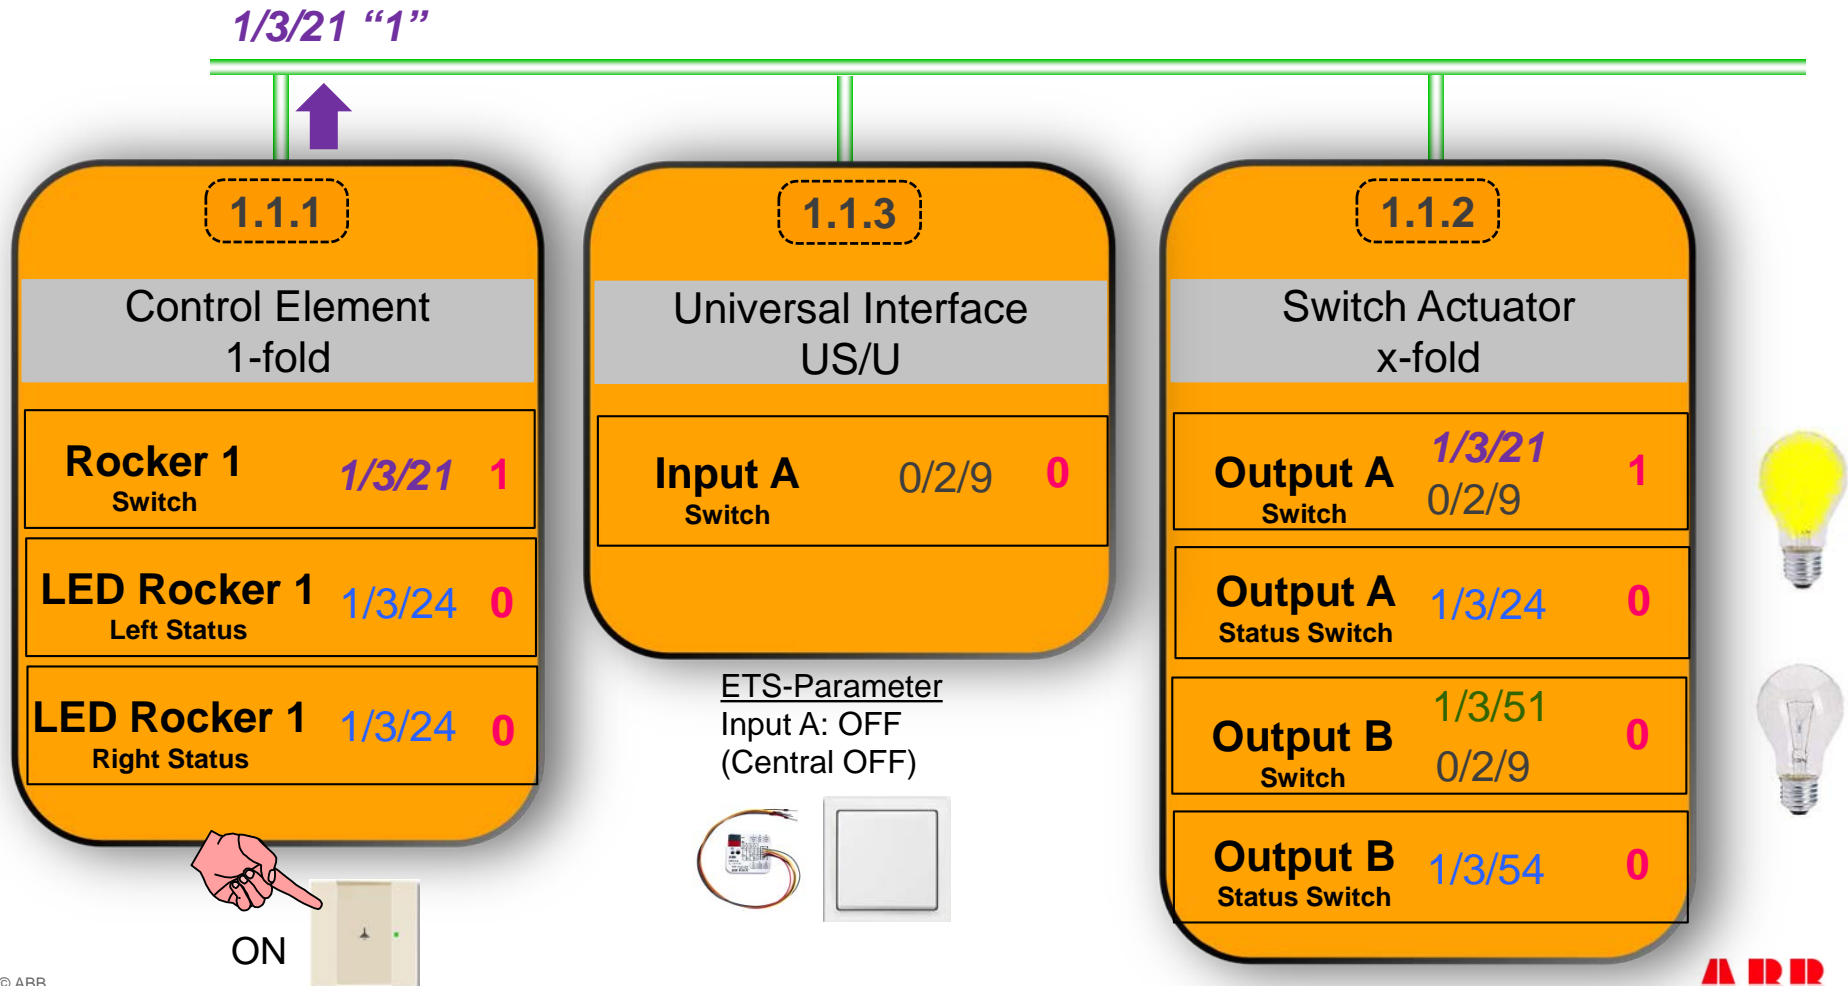 1/3/21 “1”
1.1.1
Control Element
1-fold
Rocker 1
Switch
1/3/21
1
LED Rocker 1
Left Status
1/3/24
0
LED Rocker 1
Right Status
1/3/24
0
ON
1.1.3
Universal Interface
US/U
Input A
Switch
0/2/9
0
ETS-Parameter
Input A: OFF
(Central OFF)
1.1.2
Switch Actuator
x-fold
Output A
Switch
1/3/21
0/2/9
1
Output A
Status Switch
1/3/24
0
Output B
Switch
1/3/51
0/2/9
0
Output B
Status Switch
1/3/54
0
© ABB
ABB